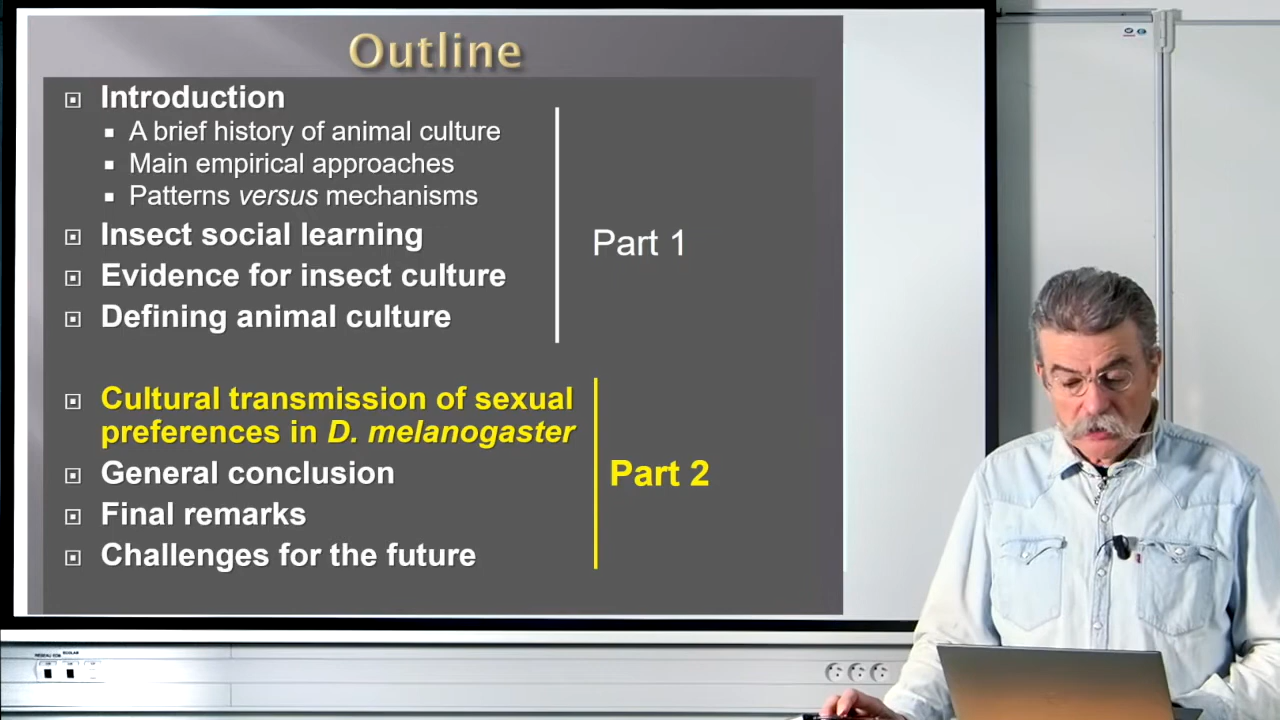 Outline
Introduction
A brief history of animal culture
Main empirical approaches
Patterns versus mechanisms
Insect social learning
Evidence for insect culture
Defining animal culture
Part 1
Cultural transmission of sexual
preferences in D. melanogaster
General conclusion
Final remarks
Challenges for the future
Part 2